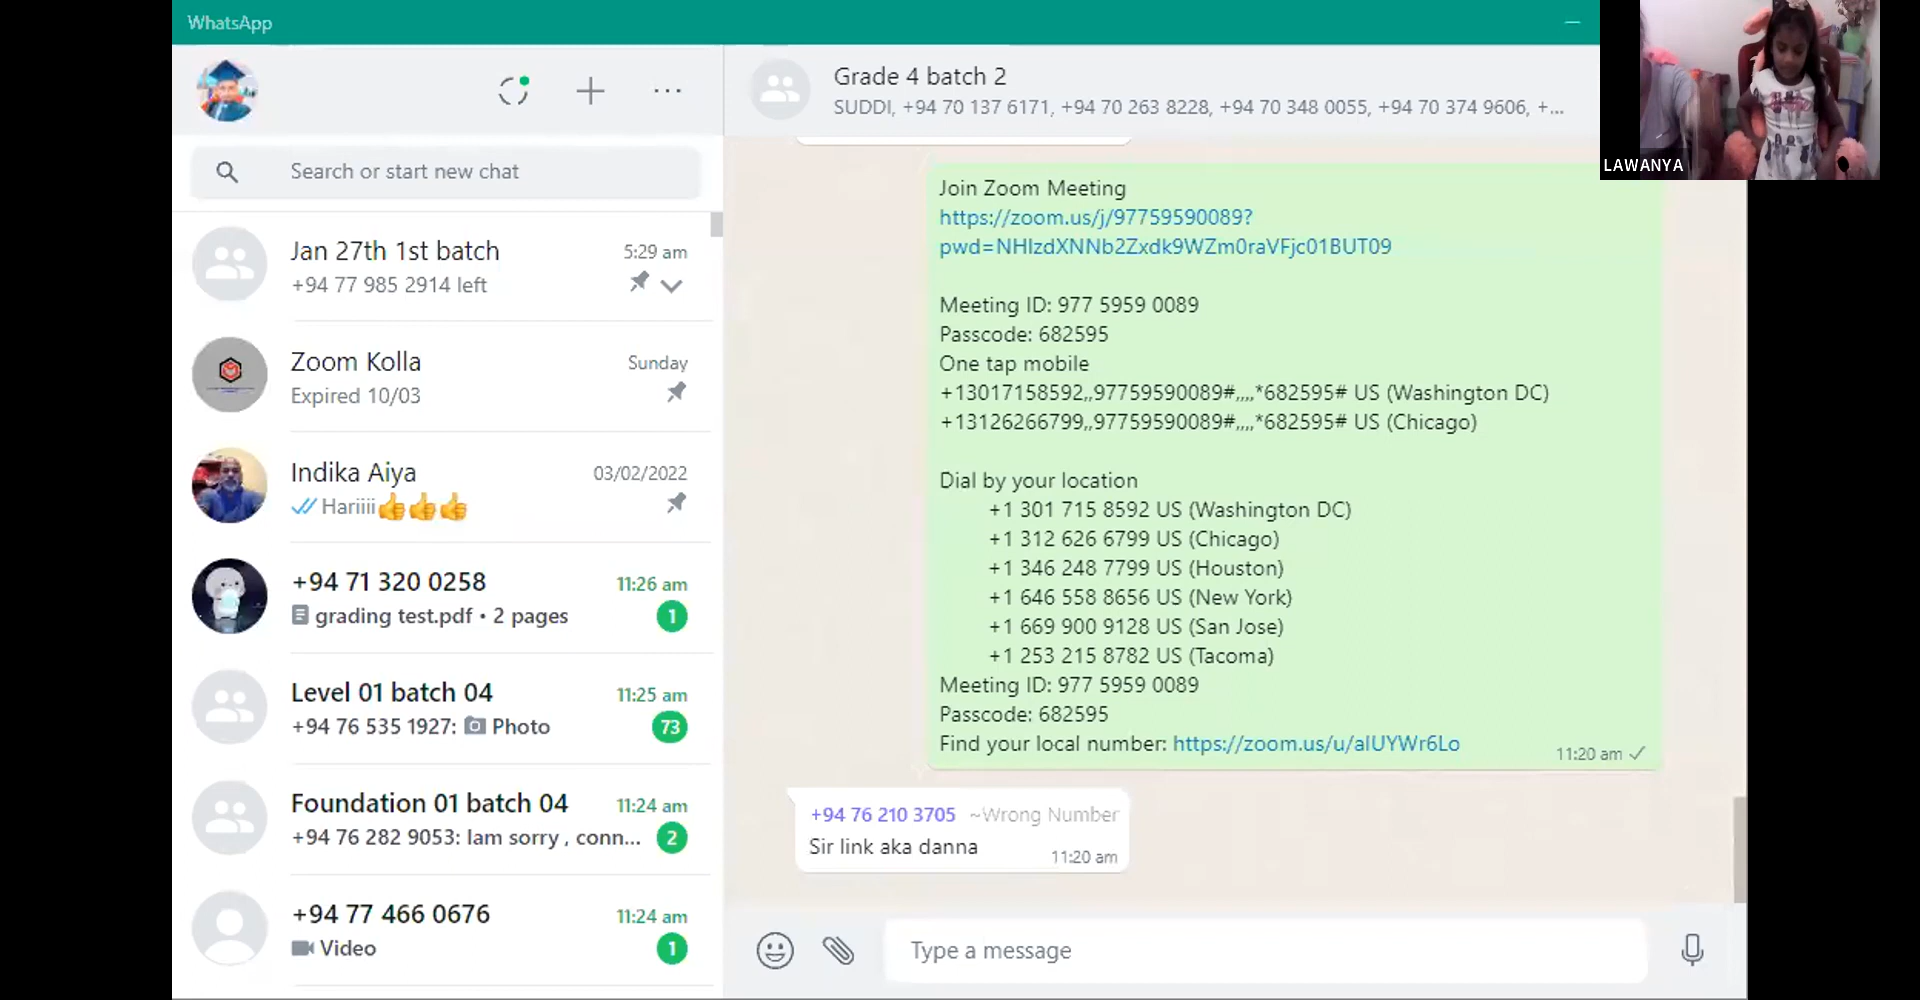 WhatsApp
Search or start new chat
Jan 27th 1st batch 5:29 am
+94 77 985 2914 left
Zoom Kolla Sunday
Expired 10/03
Indika Aiya 03/02/2022
Hariiii👍👍👍
+94 71 320 0258 11:26 am
grading test.pdf • 2 pages 1
Level 01 batch 04 11:25 am
+94 76 535 1927: Photo 73
Foundation 01 batch 04 11:24 am
+94 76 282 9053: Iam sorry , conn... 2
+94 77 466 0676 11:24 am
Video 1
Grade 4 batch 2
SUDDI, +94 70 137 6171, +94 70 263 8228, +94 70 348 0055, +94 70 374 9606, +...
LAWANYA
Join Zoom Meeting
https://zoom.us/j/97759590089?
pwd=NHIzdXNNb2Zxdk9WZm0raVFjc01BUT09
Meeting ID: 977 5959 0089
Passcode: 682595
One tap mobile
+13017158592,,97759590089#,,,,*682595# US (Washington DC)
+13126266799,,97759590089#,,,,*682595# US (Chicago)
Dial by your location
+1 301 715 8592 US (Washington DC)
+1 312 626 6799 US (Chicago)
+1 346 248 7799 US (Houston)
+1 646 558 8656 US (New York)
+1 669 900 9128 US (San Jose)
+1 253 215 8782 US (Tacoma)
Meeting ID: 977 5959 0089
Passcode: 682595
Find your local number: https://zoom.us/u/alUYWr6Lo
11:20 am
+94 76 210 3705 ~Wrong Number
Sir link aka danna 11:20 am
Type a message